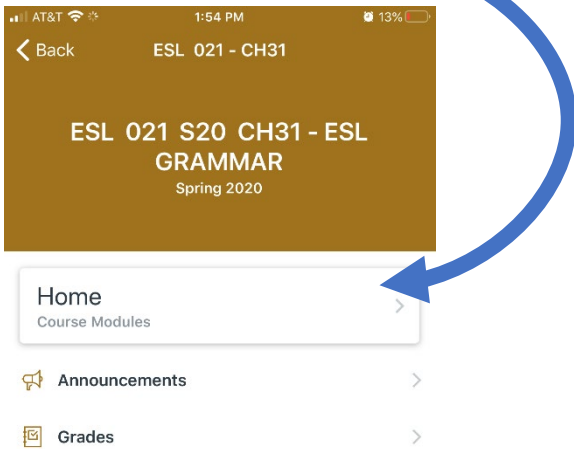 AT&T 1:54 PM 13%
Back ESL 021 - CH31
ESL 021 S20 CH31 - ESL
GRAMMAR
Spring 2020
Home
Course Modules
Announcements
Grades